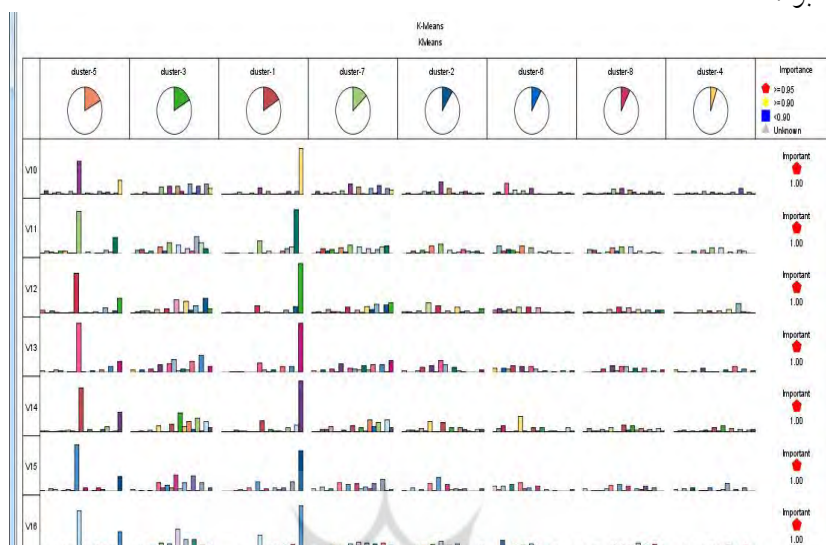 K-Means
KMeans
cluster-5 cluster-3 cluster-1 cluster-7 cluster-2 cluster-6 cluster-8 cluster-4 Importance
>=0.95
>=0.90
<0.90
Unknown
V10 Important
1.00
V11 Important
1.00
V12 Important
1.00
V13 Important
1.00
V14 Important
1.00
V15 Important
1.00
V16 Important
1.00